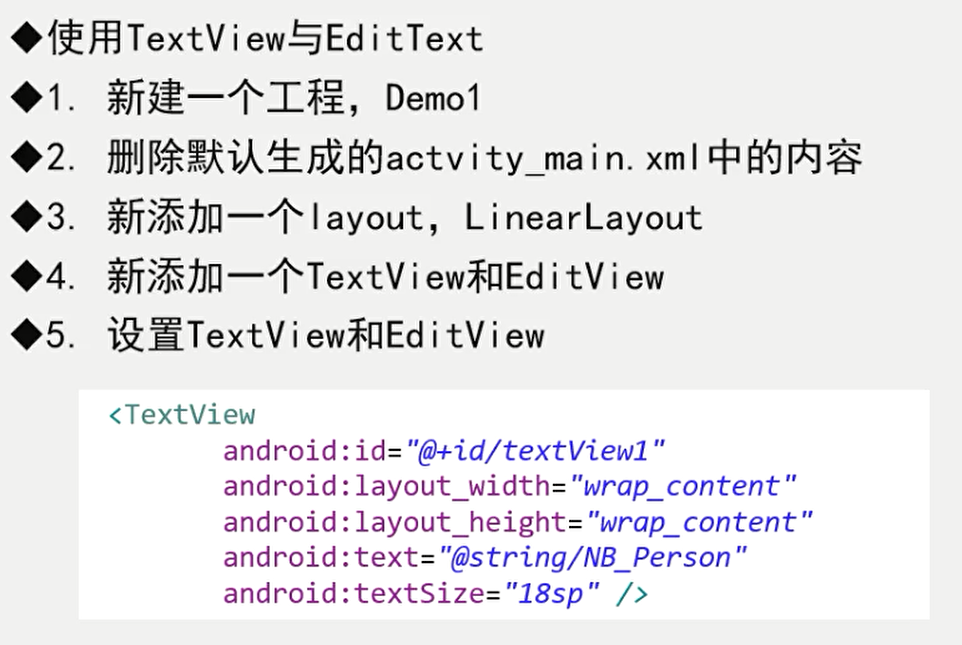 ◆使用TextView与EditText
◆1. 新建一个工程，Demo1
◆2. 删除默认生成的actvity_main.xml中的内容
◆3. 新添加一个layout，LinearLayout
◆4. 新添加一个TextView和EditView
◆5. 设置TextView和EditView
<TextView
android:id="@+id/textView1"
android:layout_width="wrap_content"
android:layout_height="wrap_content"
android:text="@string/NB_Person"
android:textSize="18sp" />